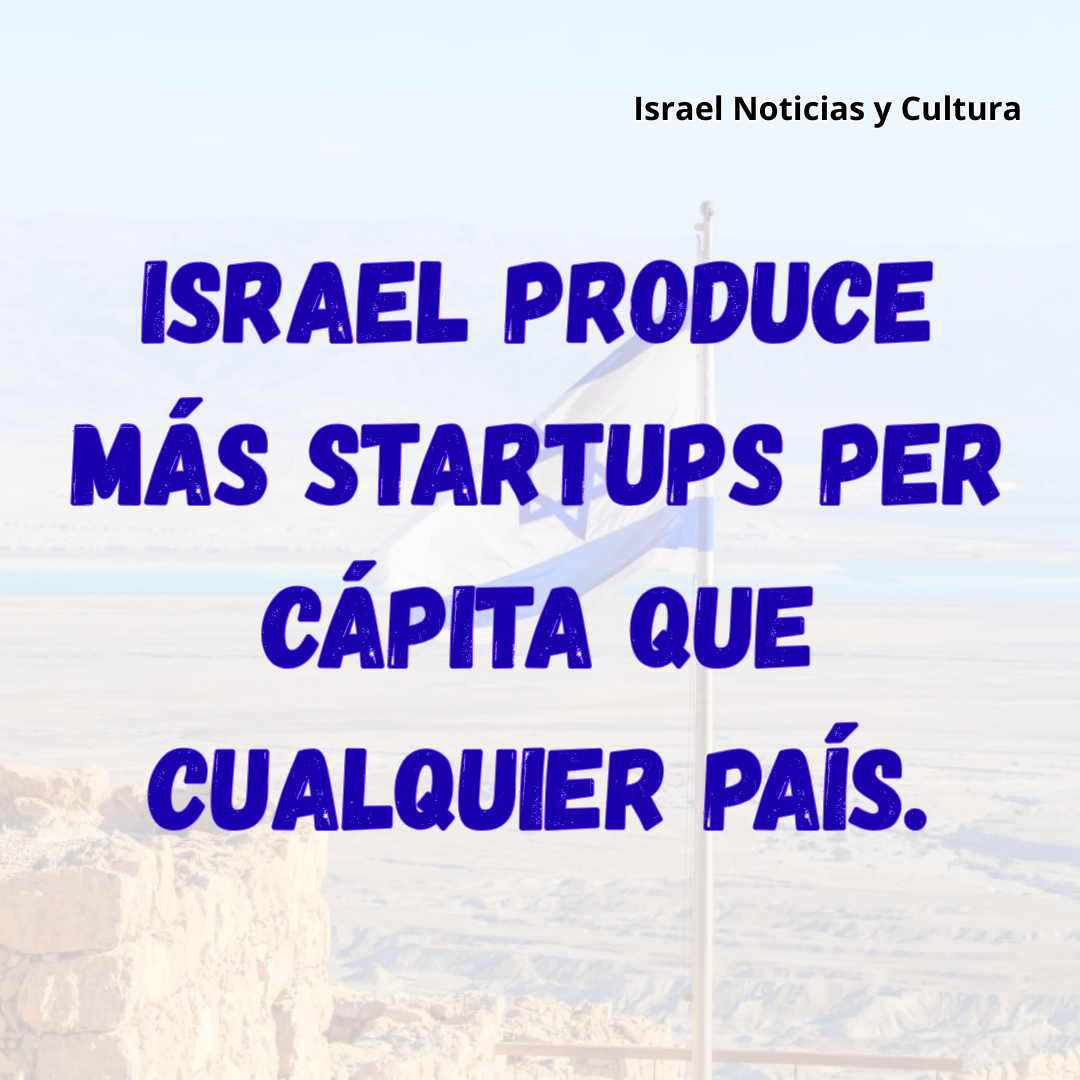 Israel Noticias y Cultura
ISRAEL PRODUCE
MÁS STARTUPS PER
CÁPITA QUE
CUALQUIER PAÍS.